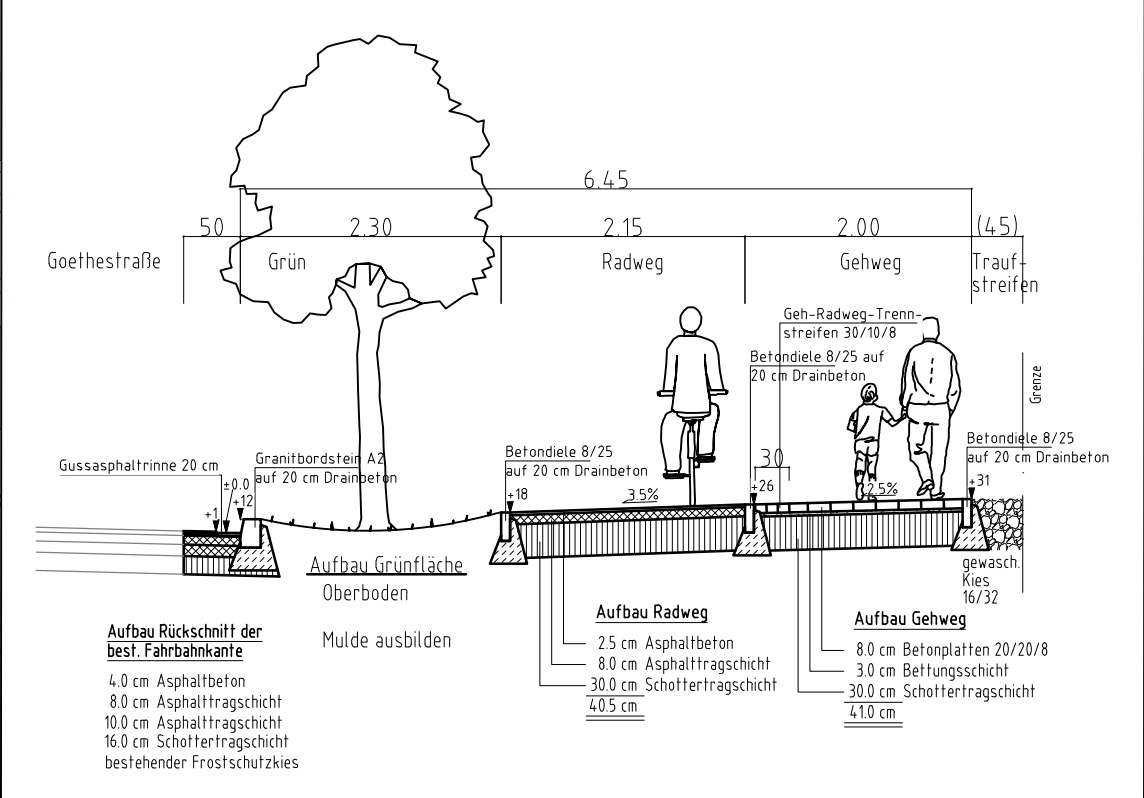 6.45
50
2.30
2.15
2.00
(45)
Goethestraße
Grün
Radweg
Gehweg
Trauf-
streifen
Geh-Radweg-Trenn-
streifen 30/10/8
Betondiele 8/25 auf
20 cm Drainbeton
Grenze
Gussasphaltrinne 20 cm
Granitbordstein A2
auf 20 cm Drainbeton
Betondiele 8/25
auf 20 cm Drainbeton
Betondiele 8/25
auf 20 cm Drainbeton
30
±0.0
+1
+12
+18
3.5%
+26
2.5%
+31
gewasch.
Kies
16/32
Aufbau Grünfläche
Oberboden
Mulde ausbilden
Aufbau Rückschnitt der
best. Fahrbahnkante
4.0 cm Asphaltbeton
8.0 cm Asphalttragschicht
10.0 cm Asphalttragschicht
16.0 cm Schottertragschicht
bestehender Frostschutzkies
Aufbau Radweg
2.5 cm Asphaltbeton
8.0 cm Asphalttragschicht
30.0 cm Schottertragschicht
40.5 cm
Aufbau Gehweg
8.0 cm Betonplatten 20/20/8
3.0 cm Bettungsschicht
30.0 cm Schottertragschicht
41.0 cm